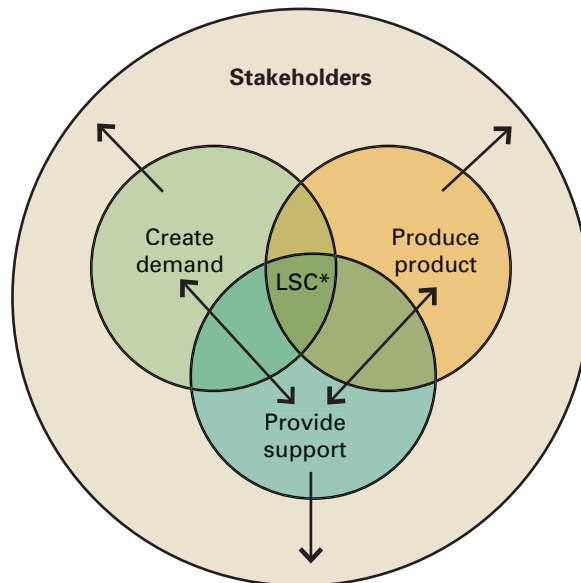 Stakeholders
Create
demand
Produce
product
LSC*
Provide
support